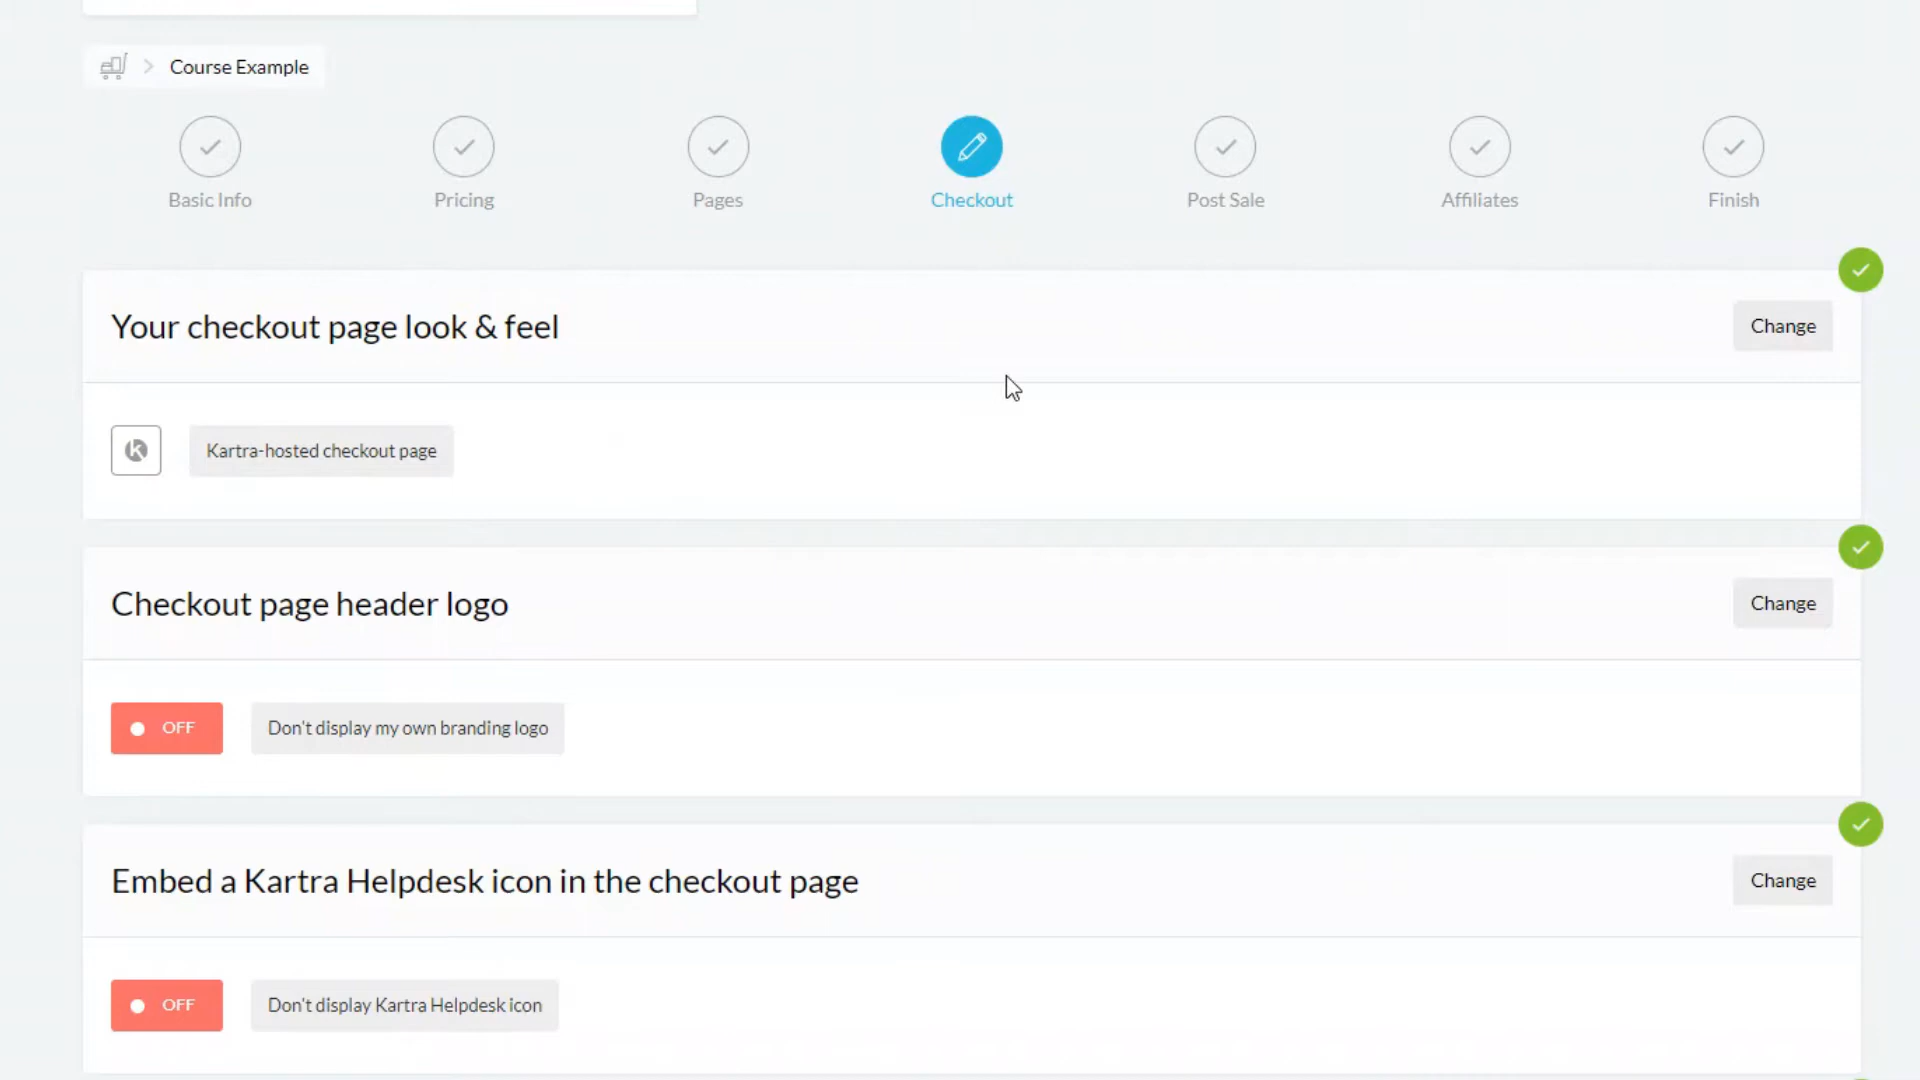 Course Example
Basic Info
Pricing
Pages
Checkout
Post Sale
Affiliates
Finish
Your checkout page look & feel
Change
Kartra-hosted checkout page
Checkout page header logo
Change
OFF
Don't display my own branding logo
Embed a Kartra Helpdesk icon in the checkout page
Change
OFF
Don't display Kartra Helpdesk icon